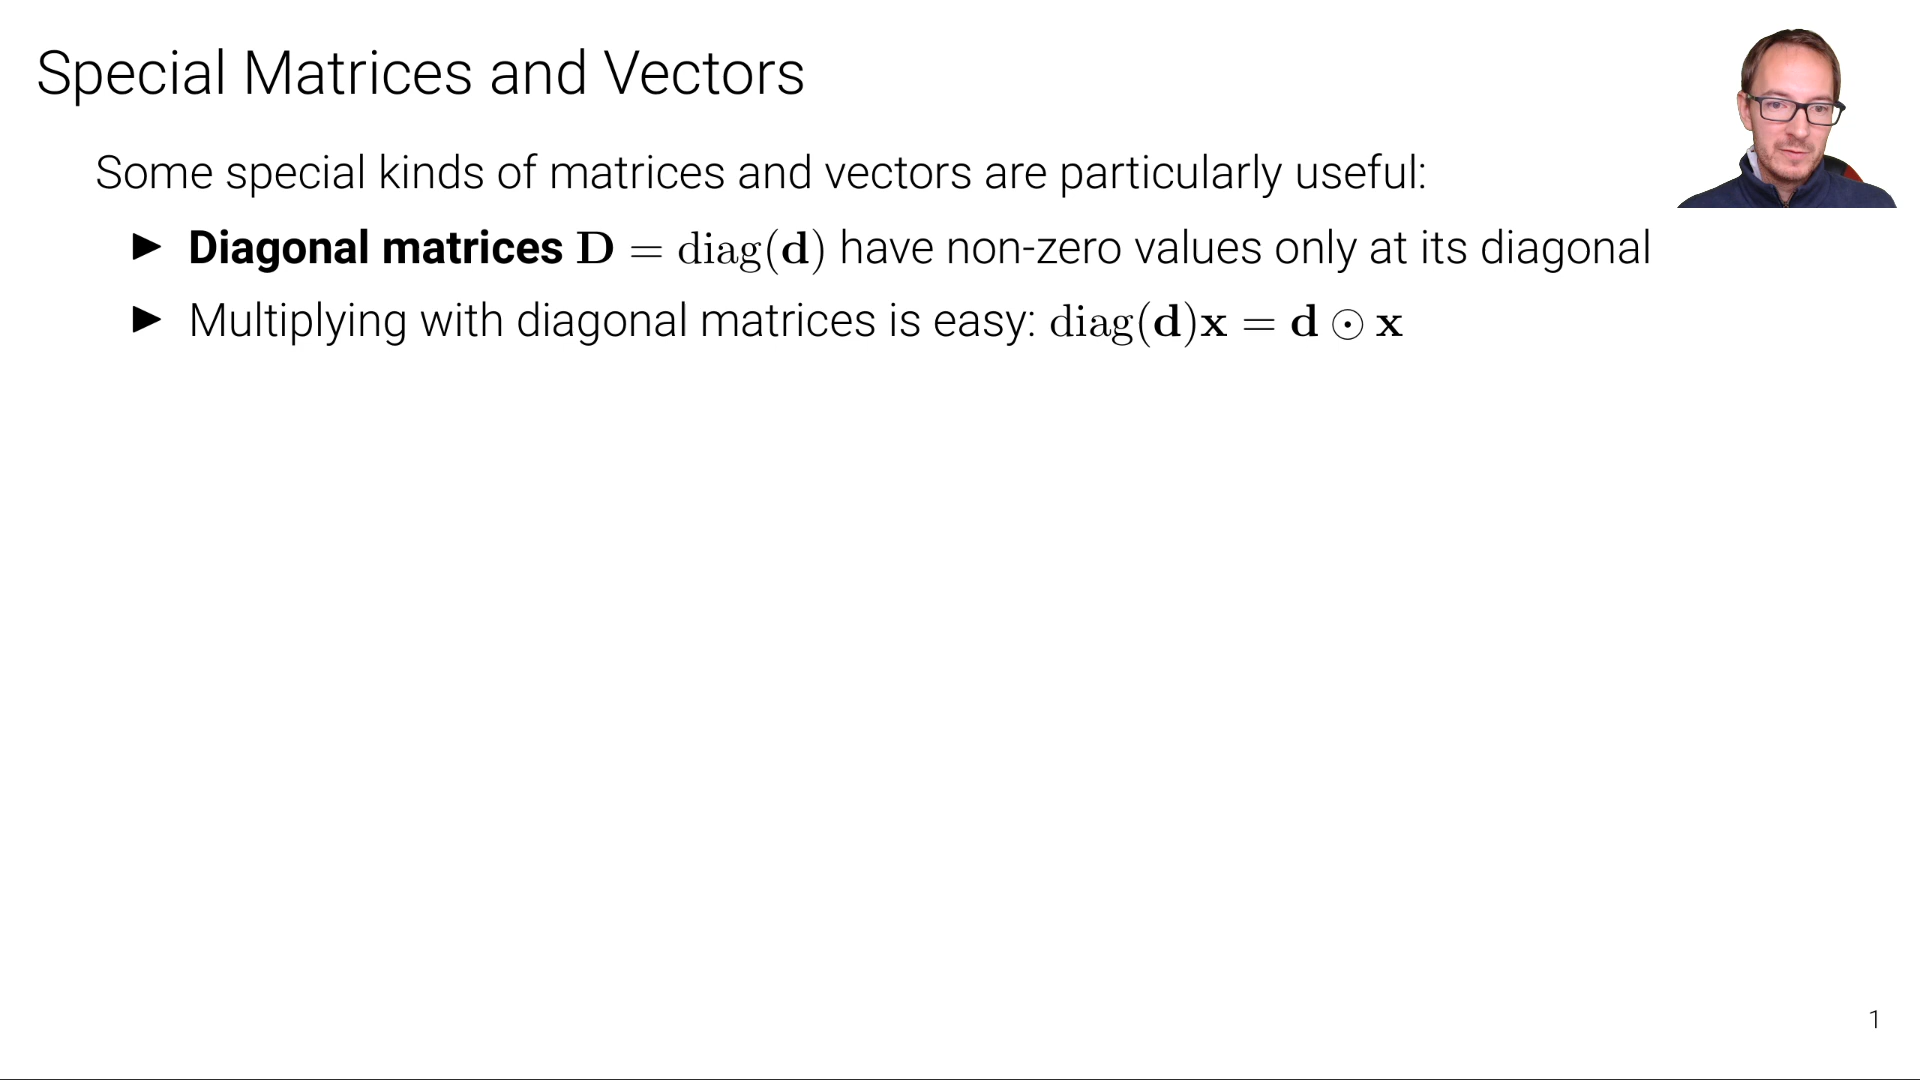 Special Matrices and Vectors
Some special kinds of matrices and vectors are particularly useful:
▶ Diagonal matrices D = diag(d) have non-zero values only at its diagonal
▶ Multiplying with diagonal matrices is easy: diag(d)x = d ⊙ x
1